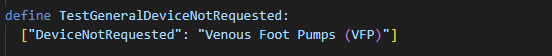 define TestGeneralDeviceNotRequested:
["DeviceNotRequested": "Venous Foot Pumps (VFP)"]